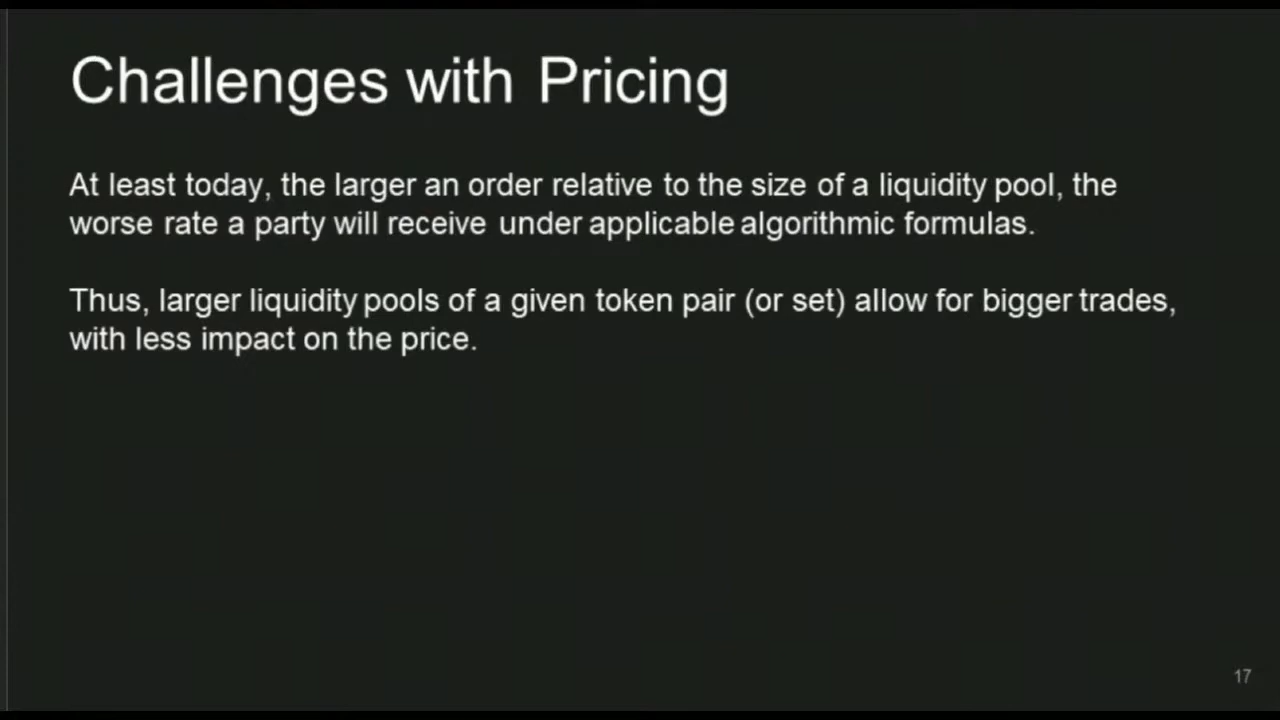 Challenges with Pricing
At least today, the larger an order relative to the size of a liquidity pool, the
worse rate a party will receive under applicable algorithmic formulas.
Thus, larger liquidity pools of a given token pair (or set) allow for bigger trades,
with less impact on the price.
17